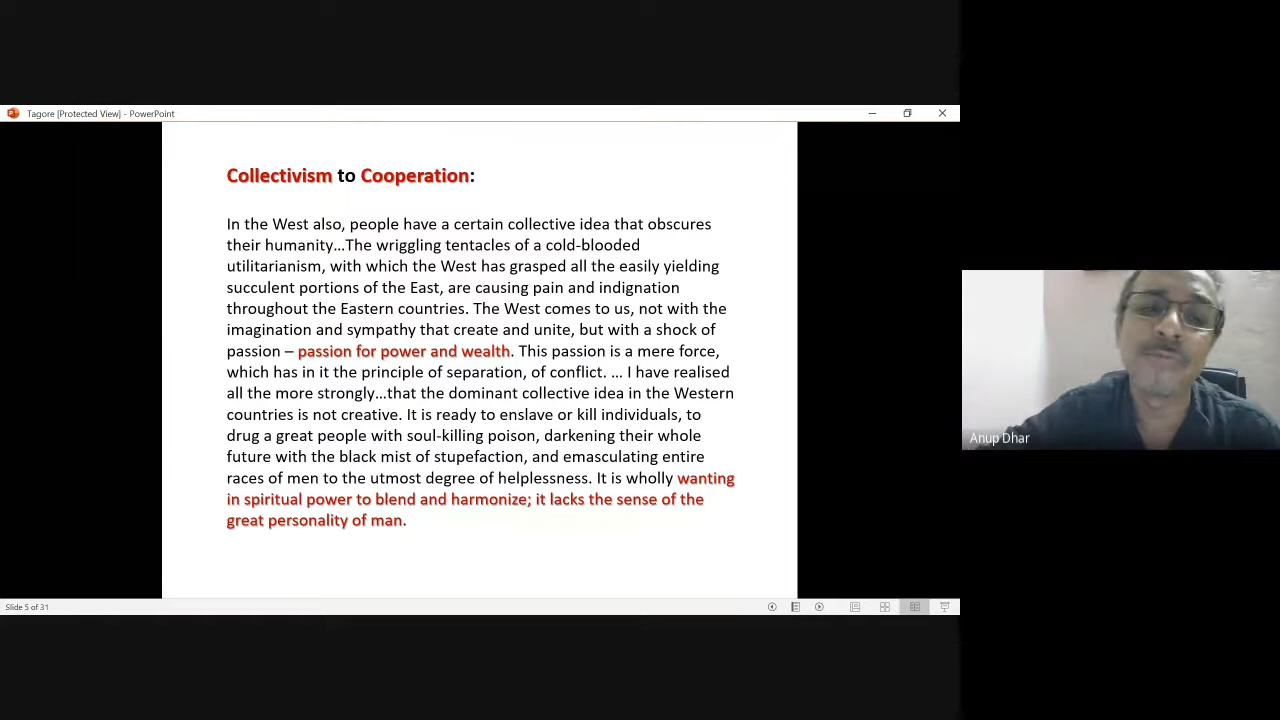 Tagore [Protected View] - PowerPoint
Collectivism to Cooperation:
In the West also, people have a certain collective idea that obscures
their humanity...The wriggling tentacles of a cold-blooded
utilitarianism, with which the West has grasped all the easily yielding
succulent portions of the East, are causing pain and indignation
throughout the Eastern countries. The West comes to us, not with the
imagination and sympathy that create and unite, but with a shock of
passion – passion for power and wealth. This passion is a mere force,
which has in it the principle of separation, of conflict. ... I have realised
all the more strongly...that the dominant collective idea in the Western
countries is not creative. It is ready to enslave or kill individuals, to
drug a great people with soul-killing poison, darkening their whole
future with the black mist of stupefaction, and emasculating entire
races of men to the utmost degree of helplessness. It is wholly wanting
in spiritual power to blend and harmonize; it lacks the sense of the
great personality of man.
Anup Dhar
Slide 5 of 31